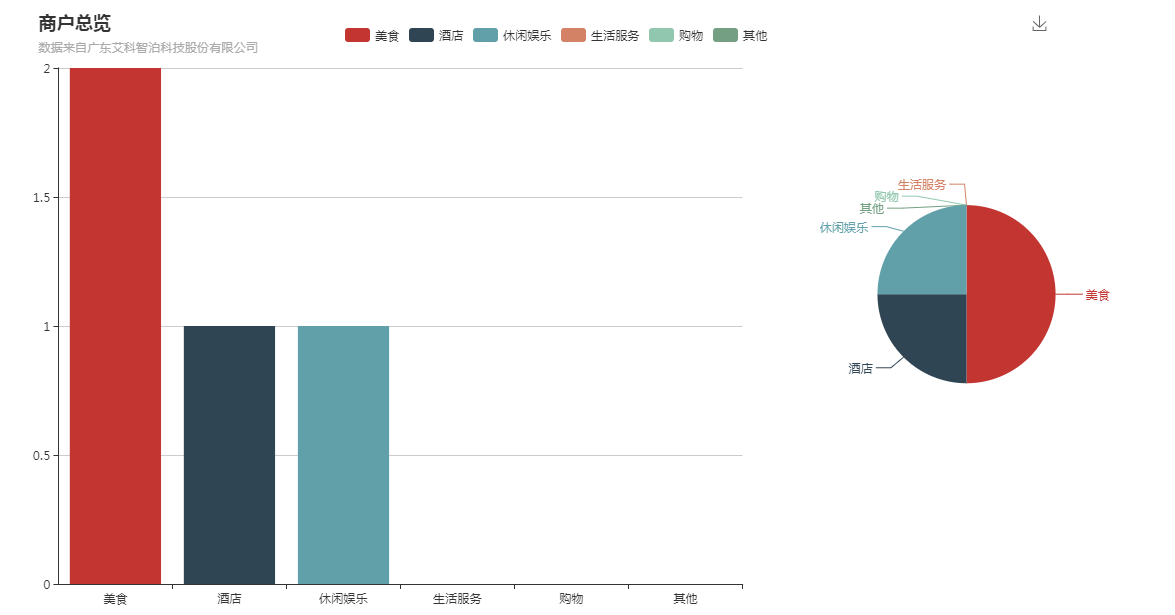 商户总览
数据来自广东艾科智泊科技股份有限公司
美食 酒店 休闲娱乐 生活服务 购物 其他
2
1.5
1
0.5
0
美食 酒店 休闲娱乐 生活服务 购物 其他
生活服务
购物
其他
休闲娱乐
美食
酒店